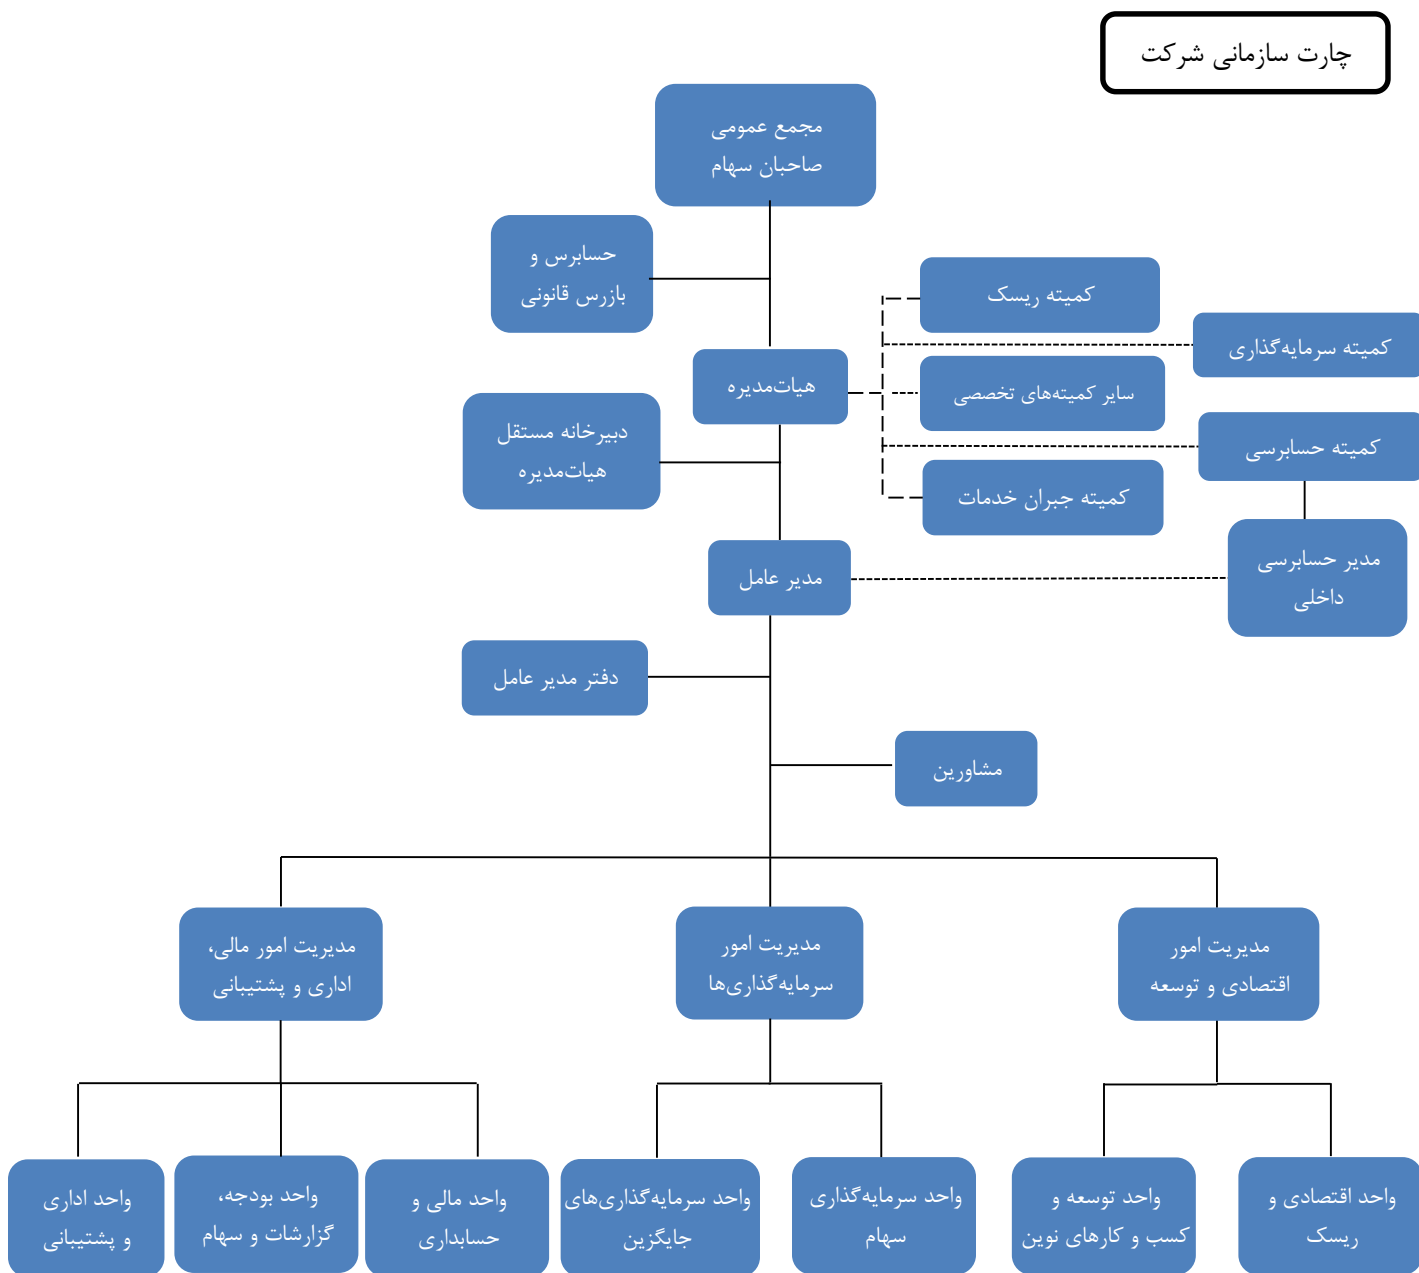 چارت سازمانی شرکت
مجمع عمومی
صاحبان سهام
حسابرس و
بازرس قانونی
کمیته ریسک
کمیته سرمایه‌گذاری
هیات‌مدیره
سایر کمیته‌های تخصصی
دبیرخانه مستقل
هیات‌مدیره
کمیته حسابرسی
کمیته جبران خدمات
مدیر حسابرسی
داخلی
مدیر عامل
دفتر مدیر عامل
مشاورین
مدیریت امور
اقتصادی و توسعه
مدیریت امور
سرمایه‌گذاری‌ها
مدیریت امور مالی،
اداری و پشتیبانی
واحد اقتصادی و
ریسک
واحد توسعه و
کسب و کارهای نوین
واحد سرمایه‌گذاری
سهام
واحد سرمایه‌گذاری‌های
جایگزین
واحد مالی و
حسابداری
واحد بودجه،
گزارشات و سهام
واحد اداری
و پشتیبانی